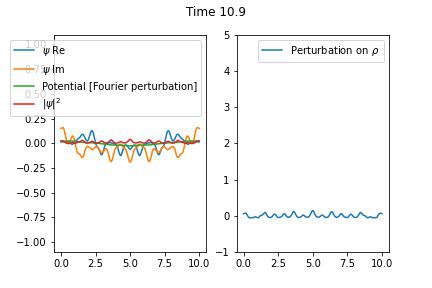 Time 10.9
1.00
0.75
0.50
0.25
0.00
−0.25
−0.50
−0.75
−1.00
0.0 2.5 5.0 7.5 10.0
ψ Re
ψ Im
Potential [Fourier perturbation]
|ψ|²
5
4
3
2
1
0
−1
0.0 2.5 5.0 7.5 10.0
Perturbation on ρ